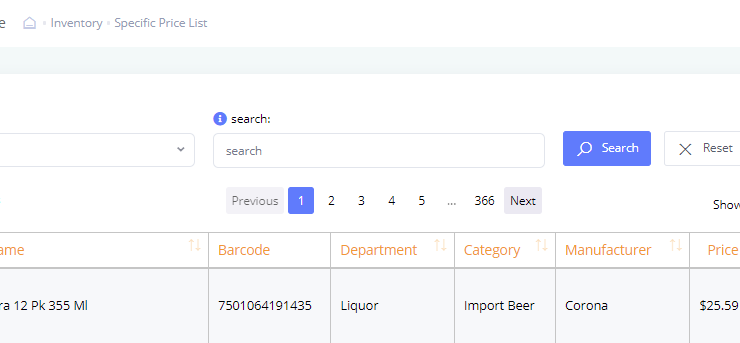 e Inventory Specific Price List
search:
search Search Reset
Previous 1 2 3 4 5 ... 366 Next Show
ame Barcode Department Category Manufacturer Price
ra 12 Pk 355 Ml 7501064191435 Liquor Import Beer Corona $25.59